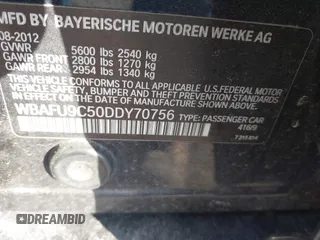 MFD BY BAYERISCHE MOTOREN WERKE AG
08-2012
GVWR 5600 lbs 2540 kg
GAWR FRONT 2800 lbs 1270 kg
GAWR REAR 2954 lbs 1340 kg
THIS VEHICLE CONFORMS TO ALL APPLICABLE U.S. FEDERAL MOTOR
VEHICLE SAFETY, BUMPER, AND THEFT PREVENTION STANDARDS IN
EFFECT ON THE DATE OF MANUFACTURE SHOWN ABOVE.
WBAFU9C50DDY70756 TYPE: PASSENGER CAR
416/9
DREAMBID